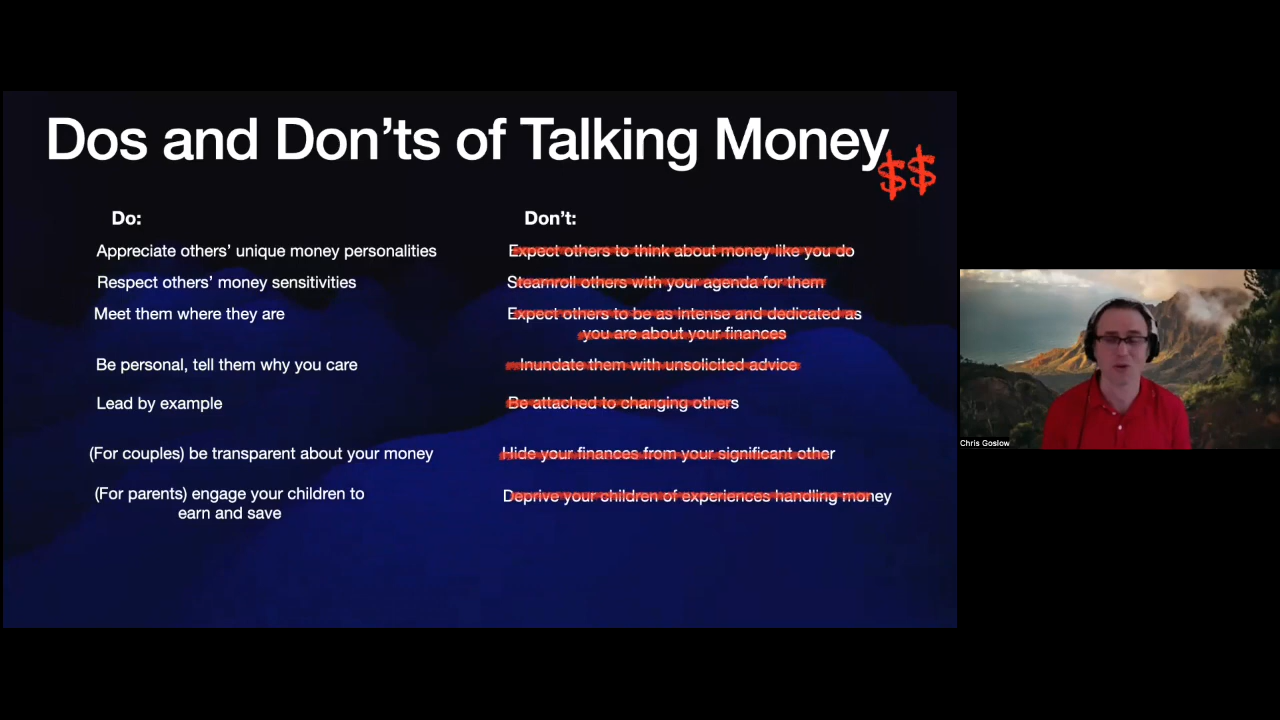 Dos and Don'ts of Talking Money
$$
Do:
Don't:
Appreciate others' unique money personalities
Expect others to think about money like you do
Respect others' money sensitivities
Steamroll others with your agenda for them
Meet them where they are
Expect others to be as intense and dedicated as
you are about your finances
Be personal, tell them why you care
Inundate them with unsolicited advice
Lead by example
Be attached to changing others
(For couples) be transparent about your money
Hide your finances from your significant other
(For parents) engage your children to
earn and save
Deprive your children of experiences handling money
Chris Goslow